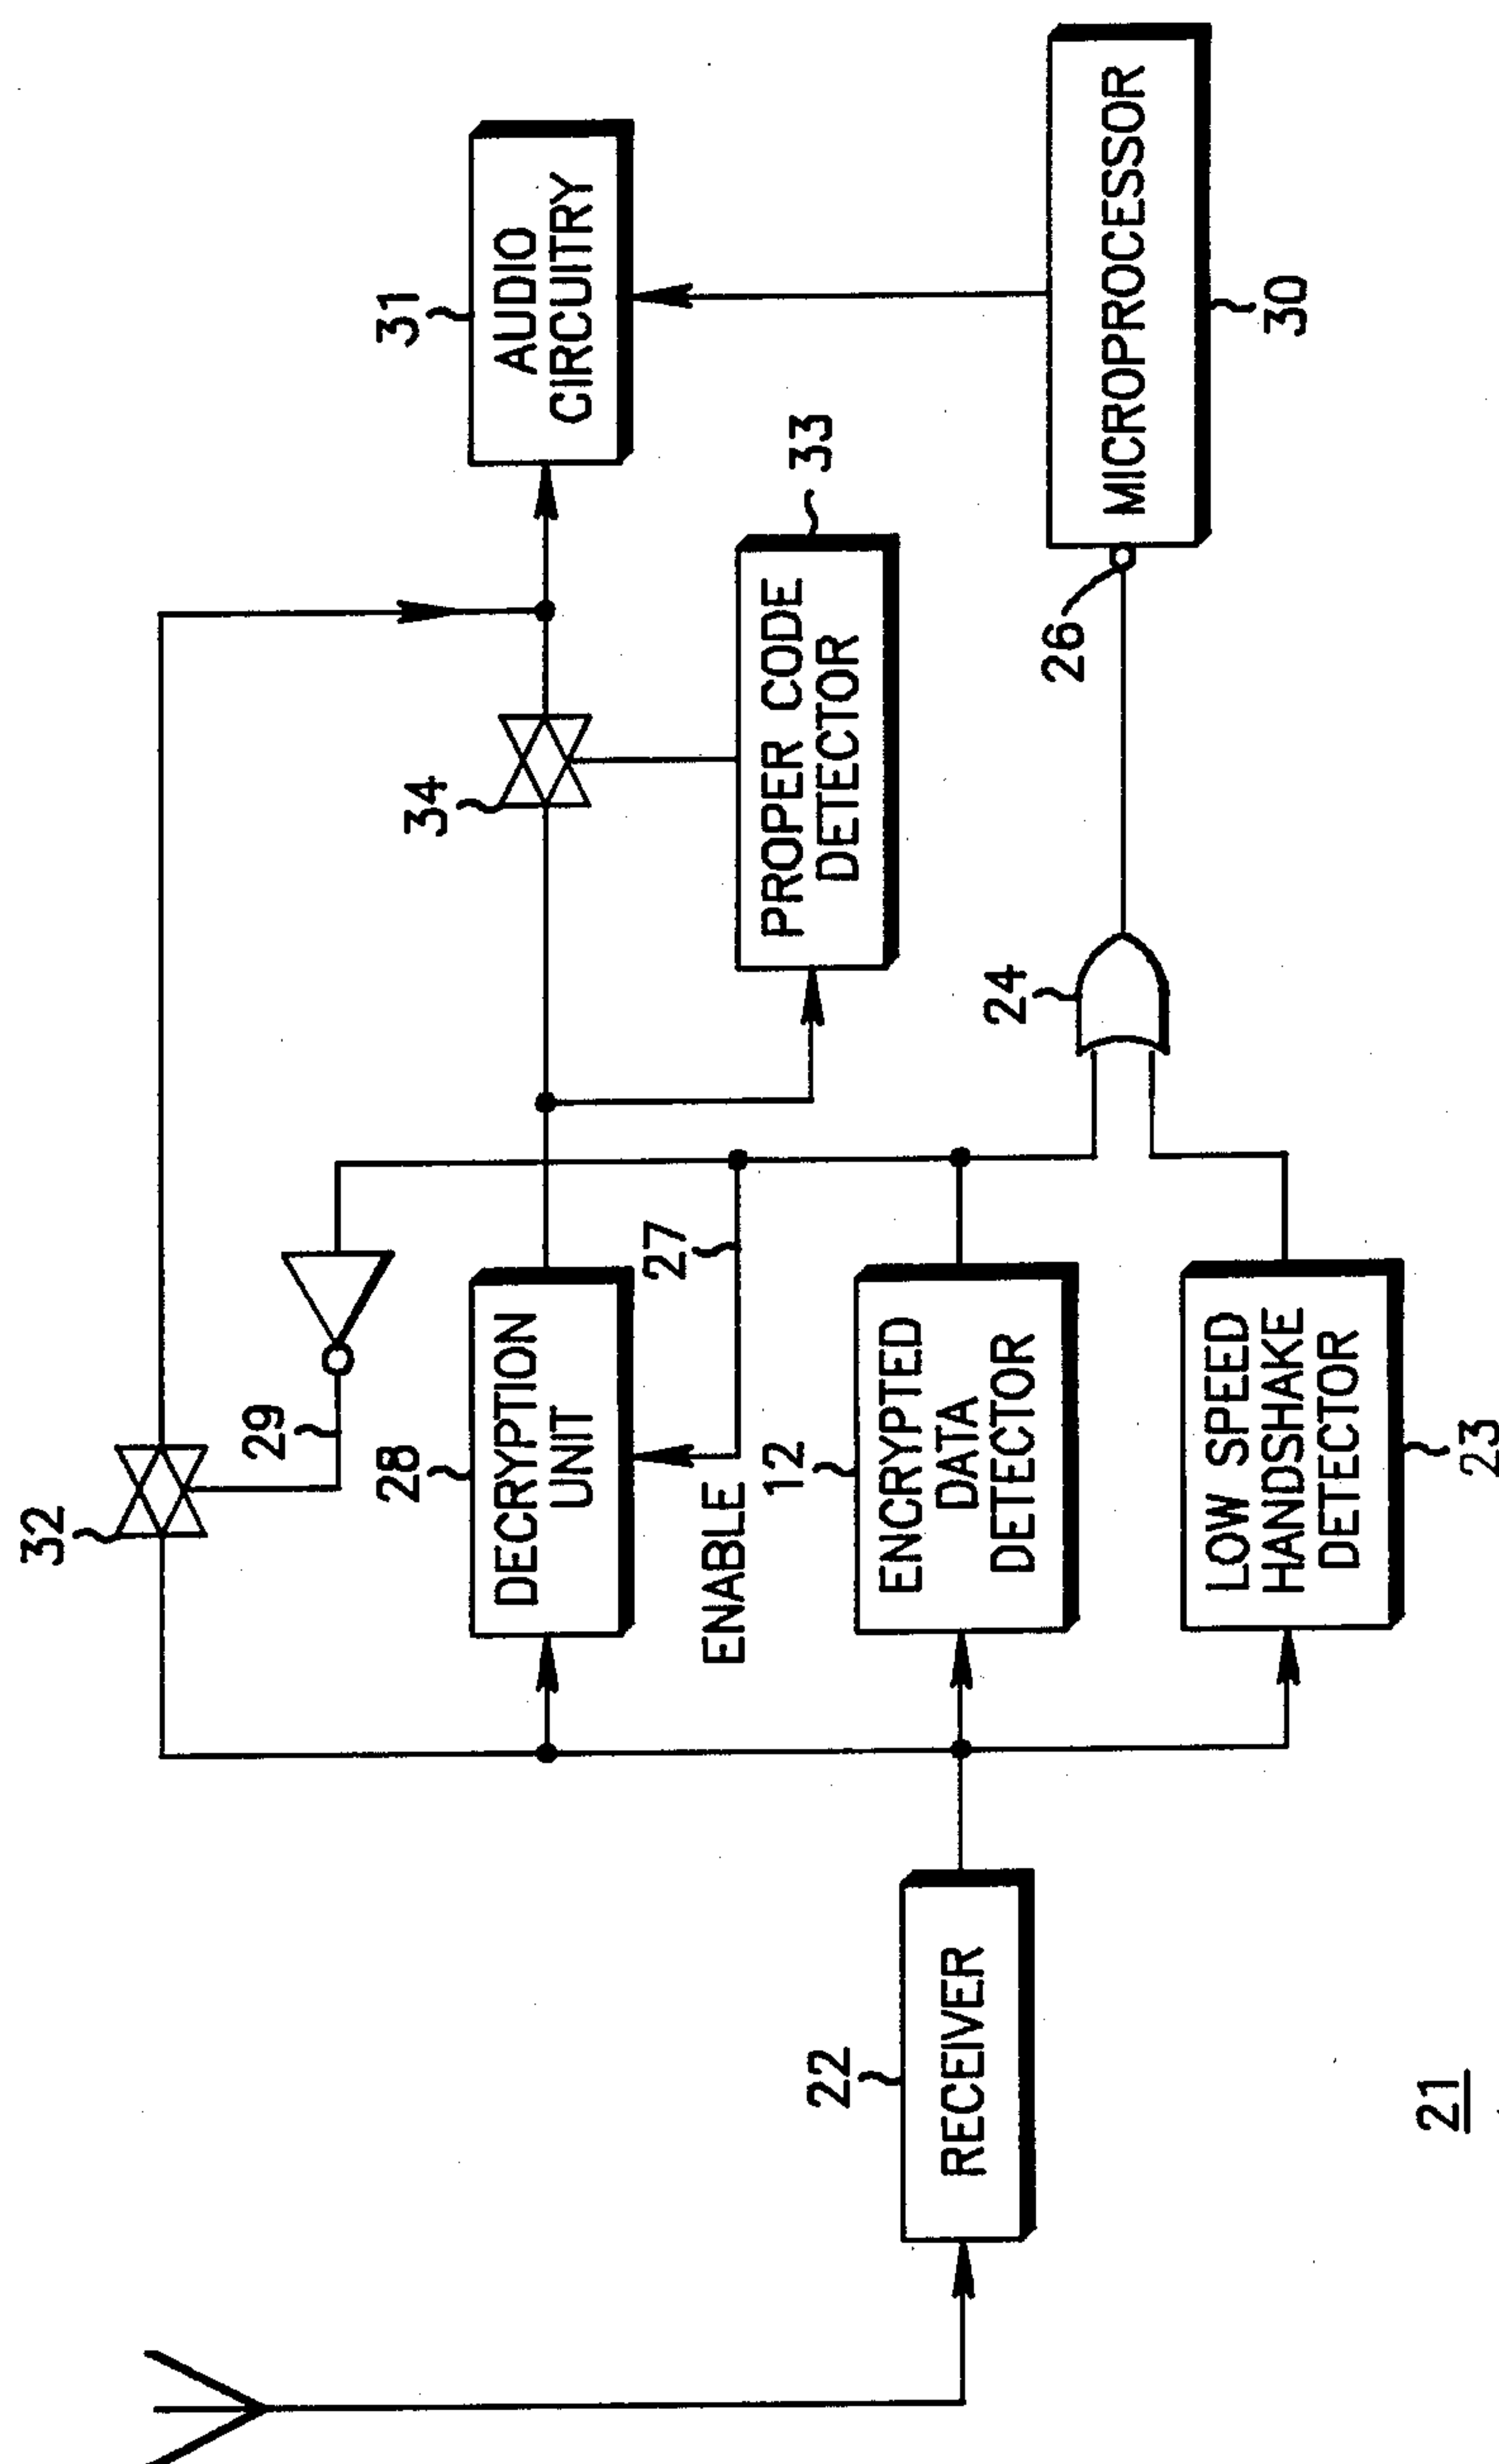 32
29
31
28
DECRYPTION
UNIT
34
AUDIO
CIRCUITRY
27
ENABLE
33
PROPER CODE
DETECTOR
22
RECEIVER
12
ENCRYPTED
DATA
DETECTOR
24
26
MICROPROCESSOR
30
LOW SPEED
HANDSHAKE
DETECTOR
23
21